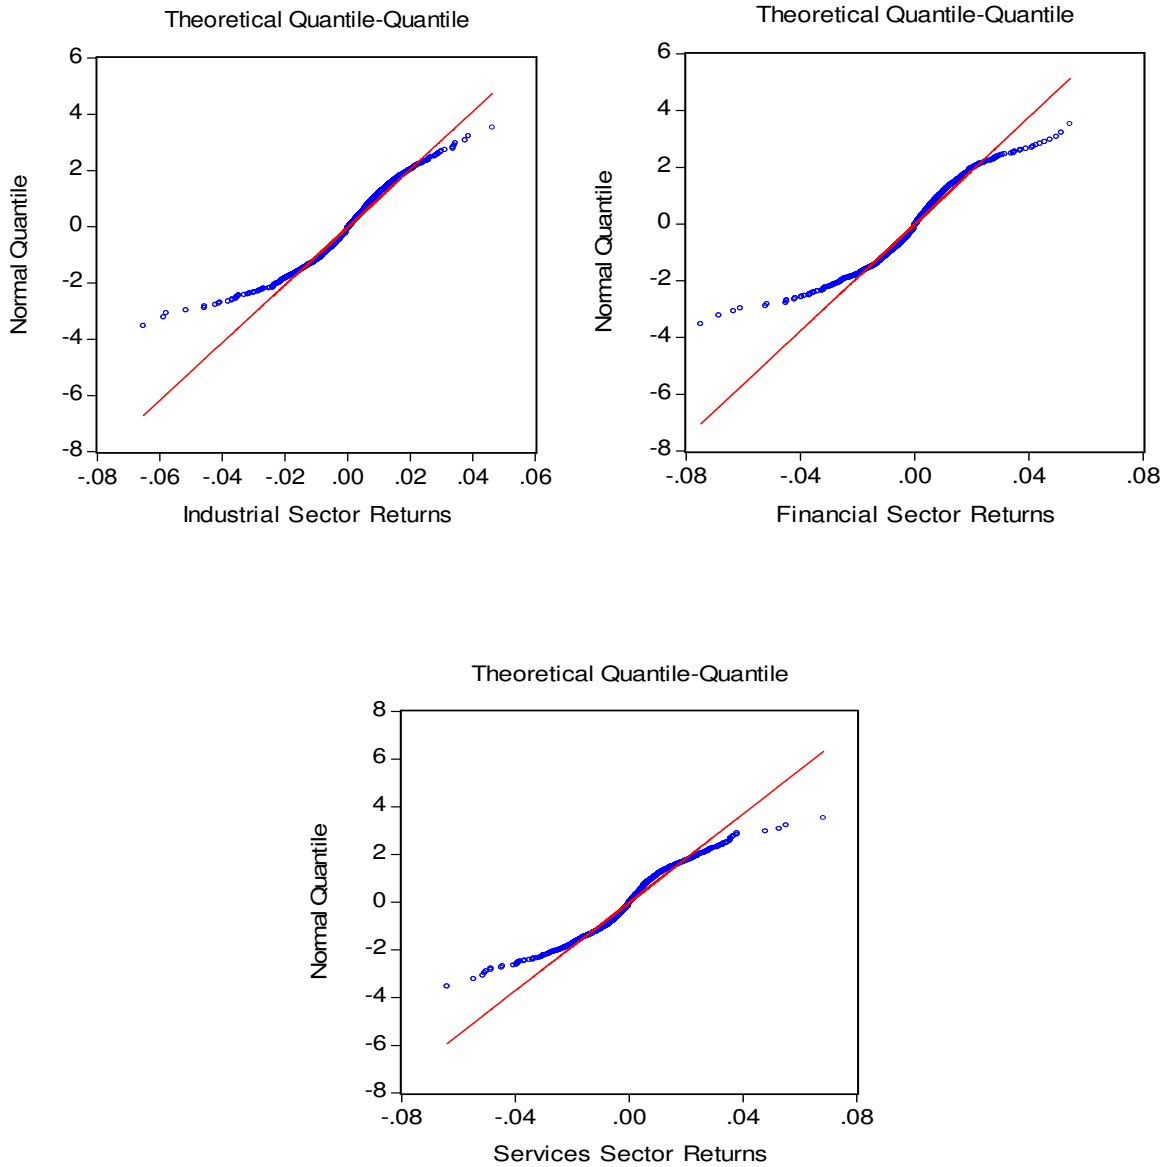 Theoretical Quantile-Quantile
6
4
2
0
-2
-4
-6
-8
Normal Quantile
-.08 -.06 -.04 -.02 .00 .02 .04 .06
Industrial Sector Returns
Theoretical Quantile-Quantile
6
4
2
0
-2
-4
-6
-8
Normal Quantile
-.08 -.04 .00 .04 .08
Financial Sector Returns
Theoretical Quantile-Quantile
8
6
4
2
0
-2
-4
-6
-8
Normal Quantile
-.08 -.04 .00 .04 .08
Services Sector Returns